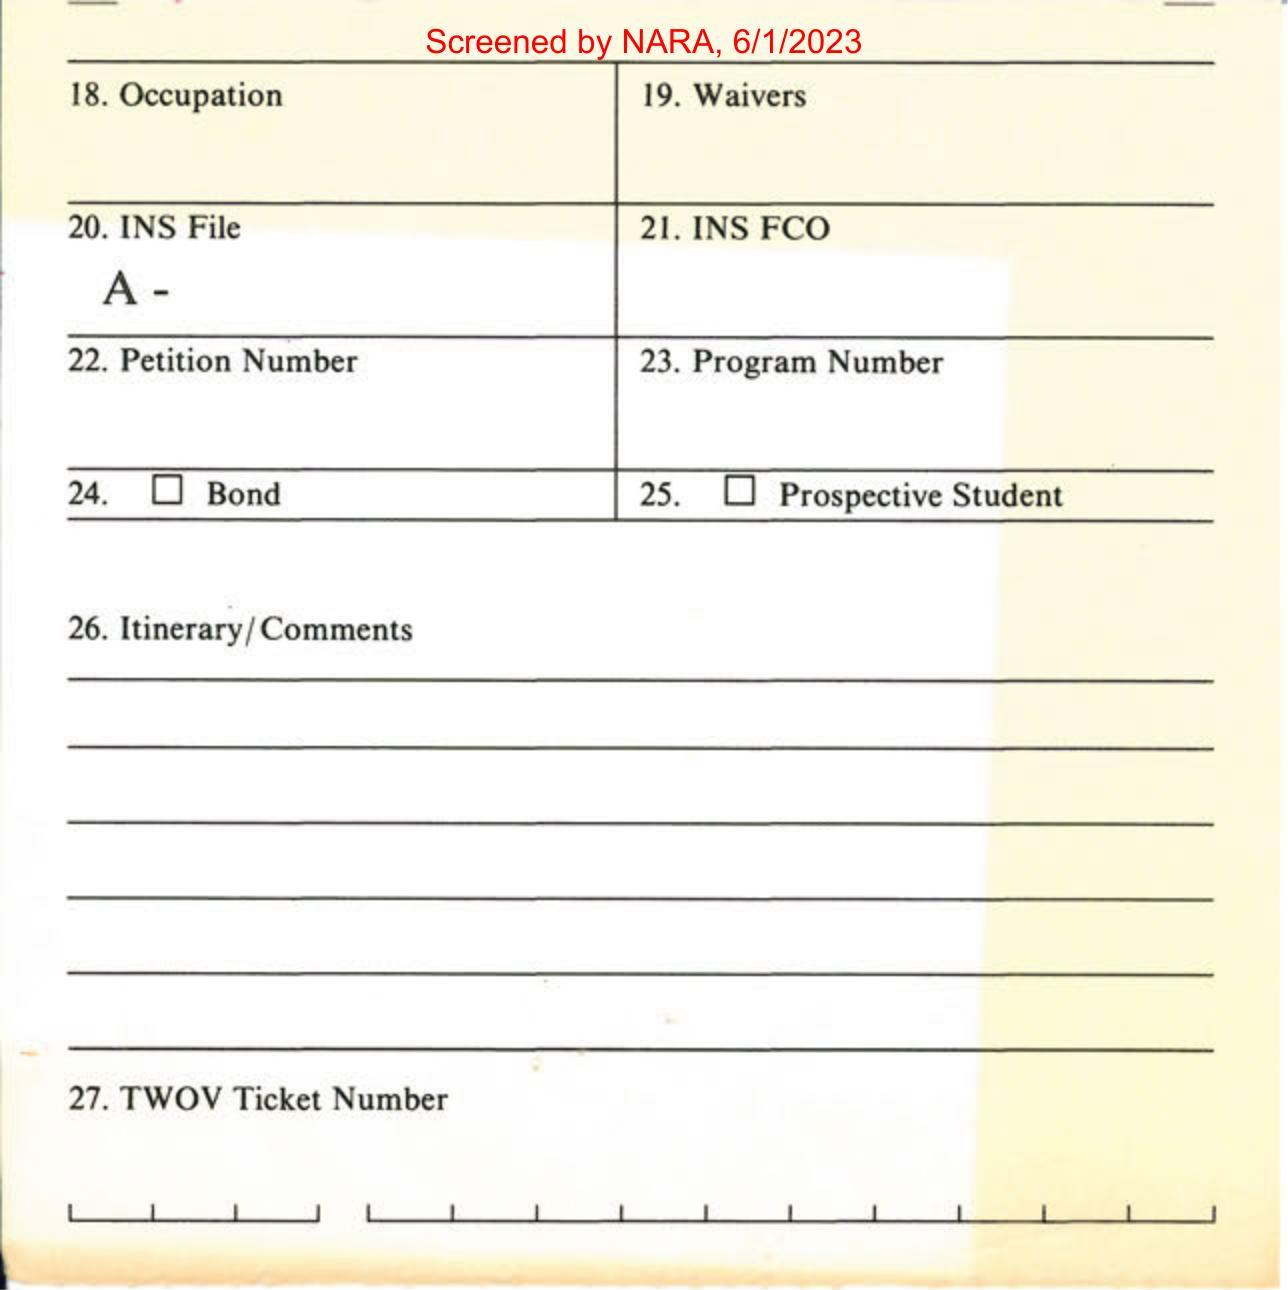 Screened by NARA, 6/1/2023
18. Occupation
19. Waivers
20. INS File
A -
21. INS FCO
22. Petition Number
23. Program Number
24. ☐ Bond
25. ☐ Prospective Student
26. Itinerary/Comments
27. TWOV Ticket Number